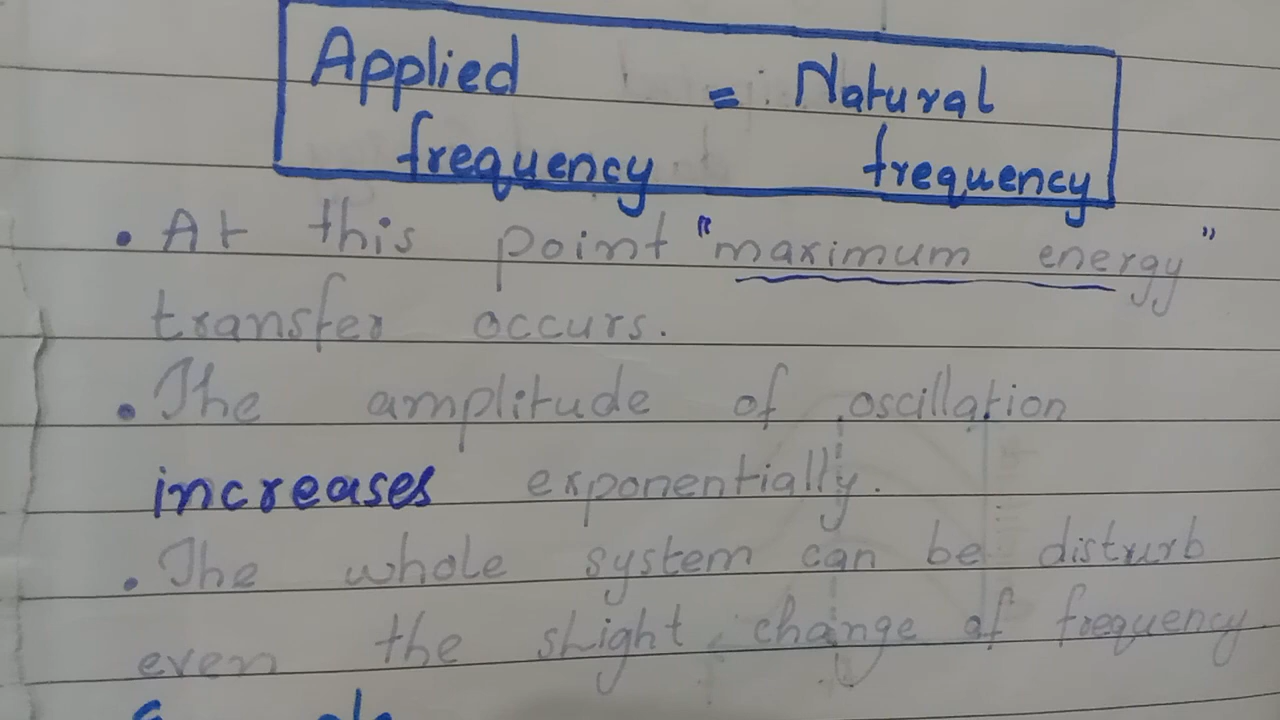 Applied = Natural
frequency frequency
• At this point "maximum energy"
transfer occurs.
• The amplitude of oscillation
increases exponentially.
• The whole system can be disturb
even the slight change of frequency